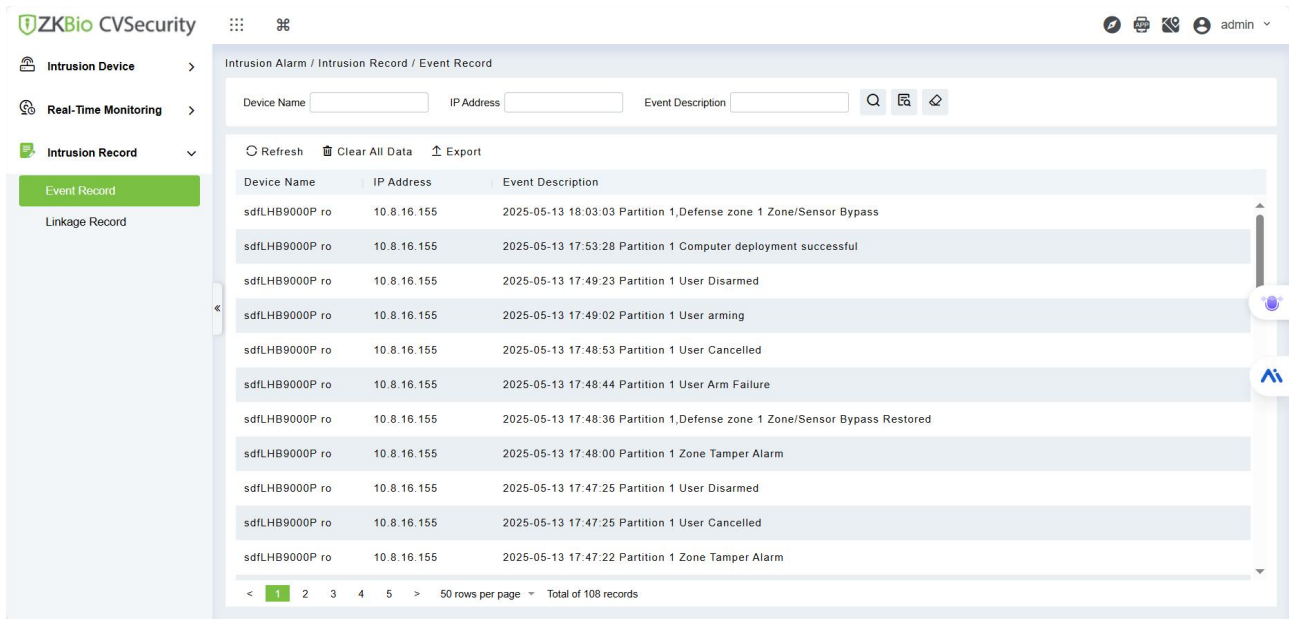 ZKBio CVSecurity
APP
admin
Intrusion Device
Real-Time Monitoring
Intrusion Record
Event Record
Linkage Record
Intrusion Alarm / Intrusion Record / Event Record
Device Name IP Address Event Description
Refresh Clear All Data Export
Device Name IP Address Event Description
sdfLHB9000P ro 10.8.16.155 2025-05-13 18:03:03 Partition 1,Defense zone 1 Zone/Sensor Bypass
sdfLHB9000P ro 10.8.16.155 2025-05-13 17:53:28 Partition 1 Computer deployment successful
sdfLHB9000P ro 10.8.16.155 2025-05-13 17:49:23 Partition 1 User Disarmed
sdfLHB9000P ro 10.8.16.155 2025-05-13 17:49:02 Partition 1 User arming
sdfLHB9000P ro 10.8.16.155 2025-05-13 17:48:53 Partition 1 User Cancelled
sdfLHB9000P ro 10.8.16.155 2025-05-13 17:48:44 Partition 1 User Arm Failure
sdfLHB9000P ro 10.8.16.155 2025-05-13 17:48:36 Partition 1,Defense zone 1 Zone/Sensor Bypass Restored
sdfLHB9000P ro 10.8.16.155 2025-05-13 17:48:00 Partition 1 Zone Tamper Alarm
sdfLHB9000P ro 10.8.16.155 2025-05-13 17:47:25 Partition 1 User Disarmed
sdfLHB9000P ro 10.8.16.155 2025-05-13 17:47:25 Partition 1 User Cancelled
sdfLHB9000P ro 10.8.16.155 2025-05-13 17:47:22 Partition 1 Zone Tamper Alarm
< 1 2 3 4 5 > 50 rows per page Total of 108 records